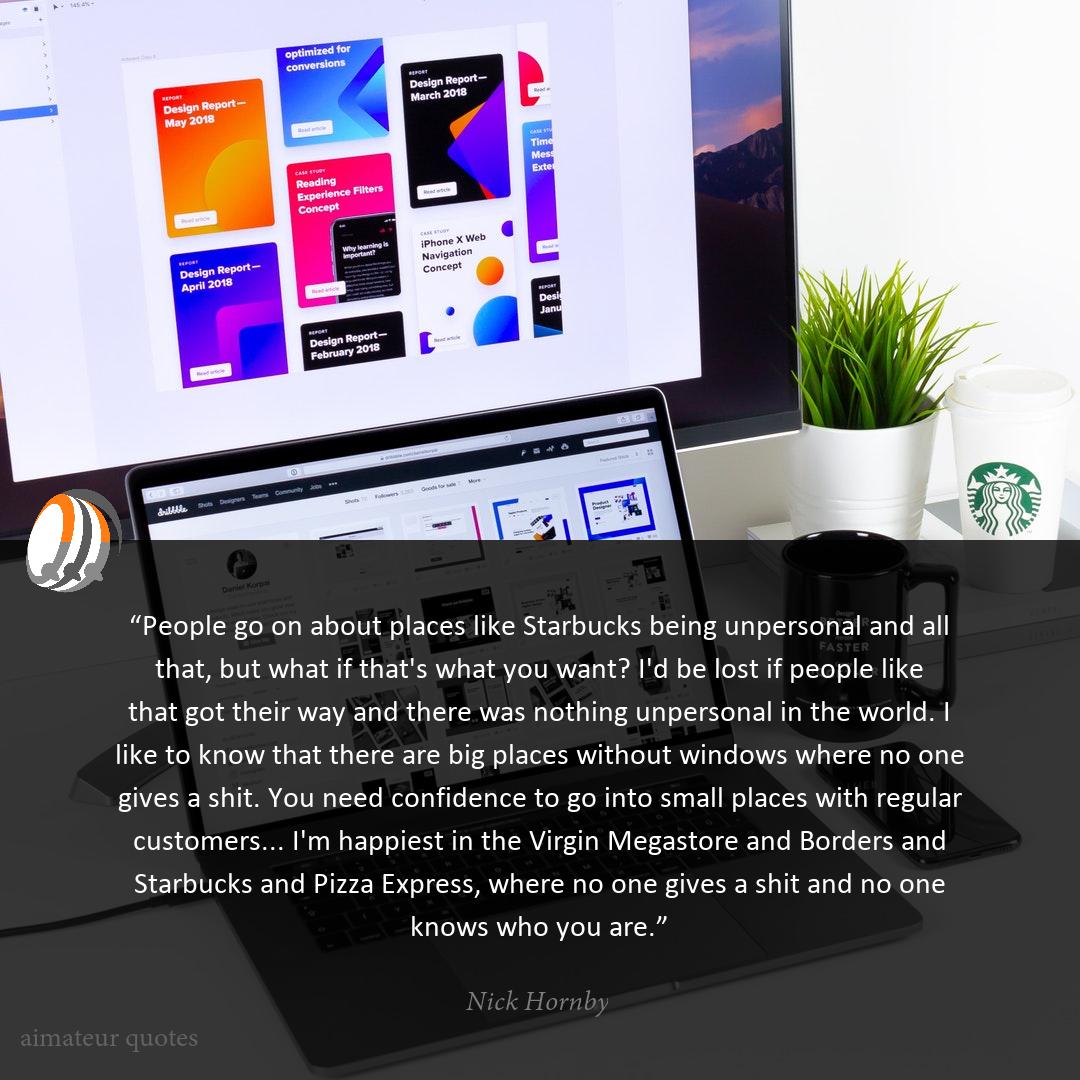 145.4%
optimized for
conversions
REPORT
Design Report—
May 2018
Read article
Read article
REPORT
Design Report—
March 2018
Read article
CASE STUDY
Reading
Experience Filters
Concept
Why learning is
important?
Read article
CASE STUDY
iPhone X Web
Navigation
Concept
Read article
REPORT
Design Report—
April 2018
Read article
REPORT
Design Report—
February 2018
dribbble
Shots Designers Teams Community Jobs
Shots Followers Goods for sale More
Product
Designer
Daniel Korpai
FASTER
“People go on about places like Starbucks being unpersonal and all
that, but what if that's what you want? I'd be lost if people like
that got their way and there was nothing unpersonal in the world. I
like to know that there are big places without windows where no one
gives a shit. You need confidence to go into small places with regular
customers... I'm happiest in the Virgin Megastore and Borders and
Starbucks and Pizza Express, where no one gives a shit and no one
knows who you are.”
Nick Hornby
aimateur quotes